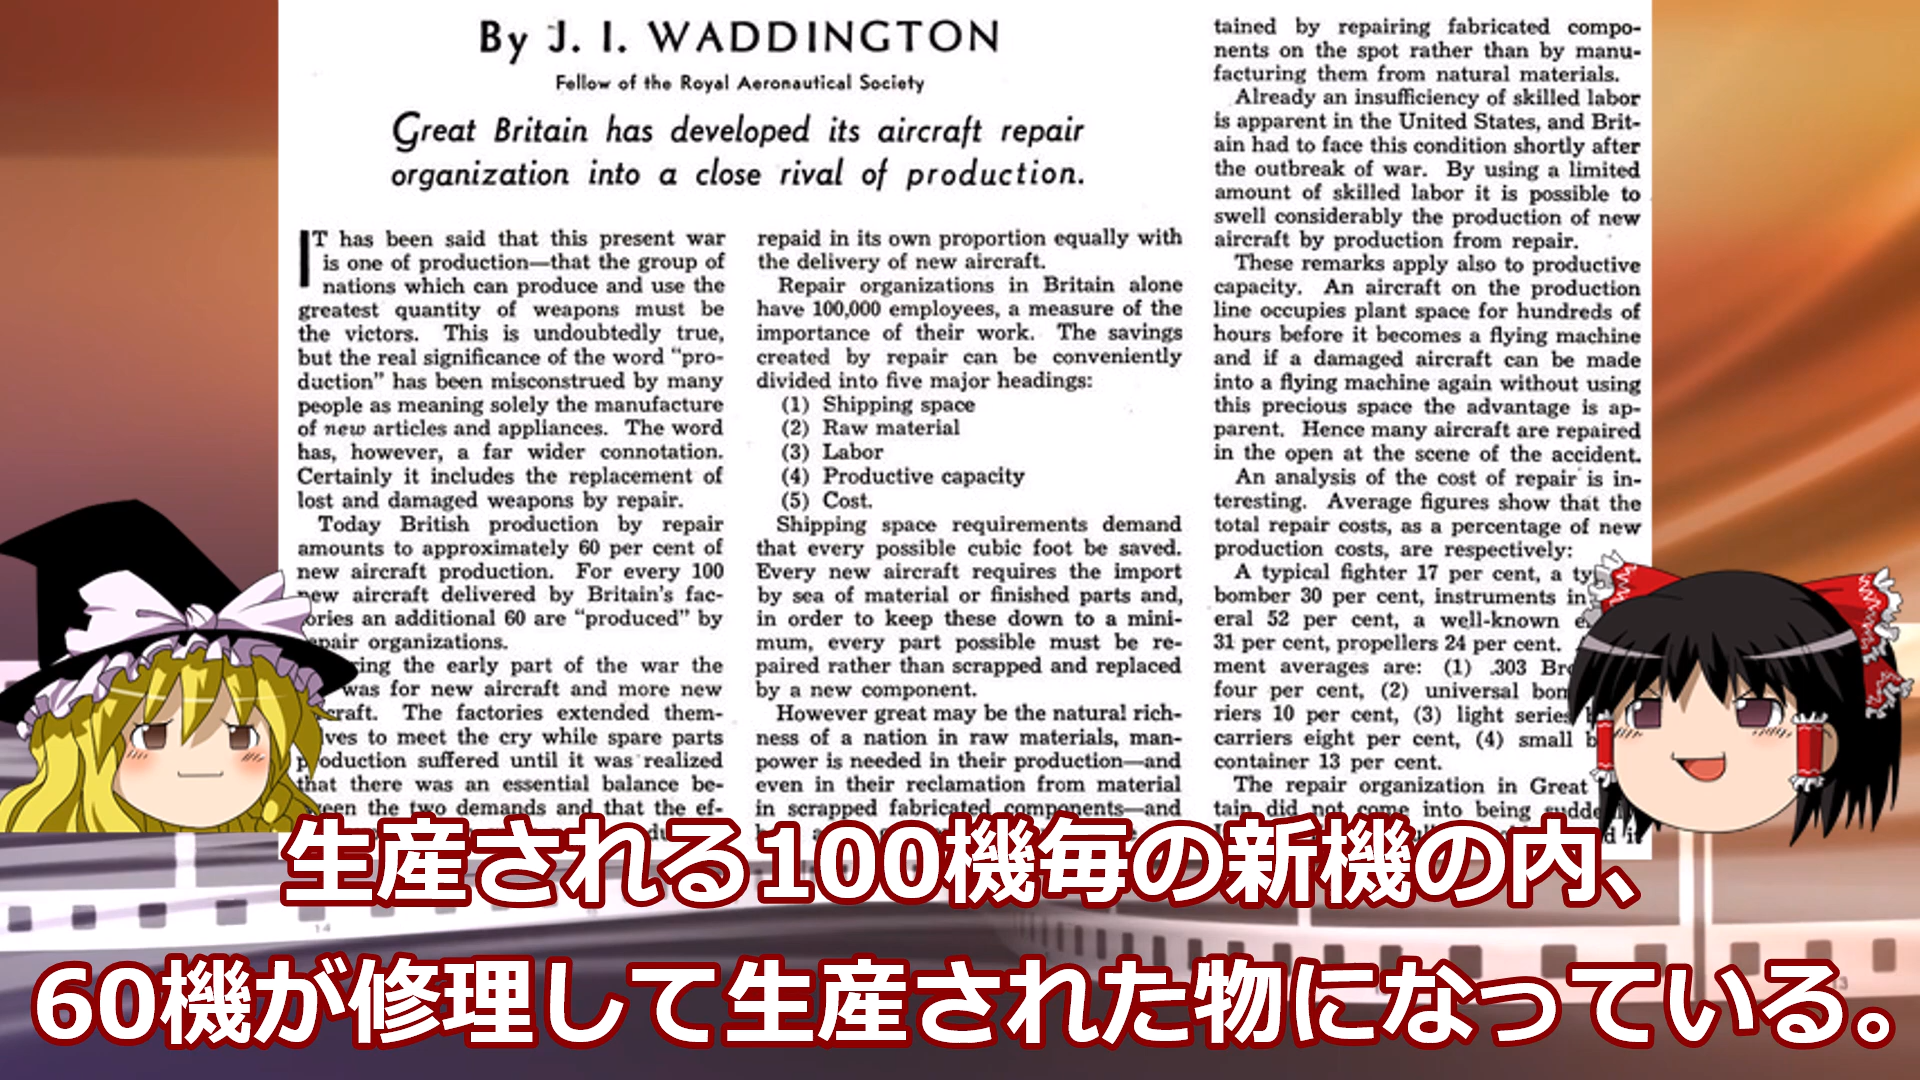 By J. I. WADDINGTON
Fellow of the Royal Aeronautical Society
Great Britain has developed its aircraft repair
organization into a close rival of production.
IT has been said that this present war
is one of production—that the group of
nations which can produce and use the
greatest quantity of weapons must be
the victors. This is undoubtedly true,
but the real significance of the word “pro-
duction” has been misconstrued by many
people as meaning solely the manufacture
of new articles and appliances. The word
has, however, a far wider connotation.
Certainly it includes the replacement of
lost and damaged weapons by repair.
Today British production by repair
amounts to approximately 60 per cent of
new aircraft production. For every 100
new aircraft delivered by Britain's fac-
ories an additional 60 are “produced” by
epair organizations.
ing the early part of the war the
was for new aircraft and more new
craft. The factories extended them-
lves to meet the cry while spare parts
production suffered until it was realized
that there was an essential balance be-
een the two demands and that the ef-
repaid in its own proportion equally with
the delivery of new aircraft.
Repair organizations in Britain alone
have 100,000 employees, a measure of the
importance of their work. The savings
created by repair can be conveniently
divided into five major headings:
(1) Shipping space
(2) Raw material
(3) Labor
(4) Productive capacity
(5) Cost.
Shipping space requirements demand
that every possible cubic foot be saved.
Every new aircraft requires the import
by sea of material or finished parts and,
in order to keep these down to a mini-
mum, every part possible must be re-
paired rather than scrapped and replaced
by a new component.
However great may be the natural rich-
ness of a nation in raw materials, man-
power is needed in their production—and
even in their reclamation from material
in scrapped fabricated components—and
tained by repairing fabricated compo-
nents on the spot rather than by manu-
facturing them from natural materials.
Already an insufficiency of skilled labor
is apparent in the United States, and Brit-
ain had to face this condition shortly after
the outbreak of war. By using a limited
amount of skilled labor it is possible to
swell considerably the production of new
aircraft by production from repair.
These remarks apply also to productive
capacity. An aircraft on the production
line occupies plant space for hundreds of
hours before it becomes a flying machine
and if a damaged aircraft can be made
into a flying machine again without using
this precious space the advantage is ap-
parent. Hence many aircraft are repaired
in the open at the scene of the accident.
An analysis of the cost of repair is in-
teresting. Average figures show that the
total repair costs, as a percentage of new
production costs, are respectively:
A typical fighter 17 per cent, a ty
bomber 30 per cent, instruments in
eral 52 per cent, a well-known e
31 per cent, propellers 24 per cent.
ment averages are: (1) .303 Bro
four per cent, (2) universal bom
riers 10 per cent, (3) light series
carriers eight per cent, (4) small b
container 13 per cent.
The repair organization in Great
tain did not come into being sudde
生産される100機毎の新機の内、
60機が修理して生産された物になっている。
14
13